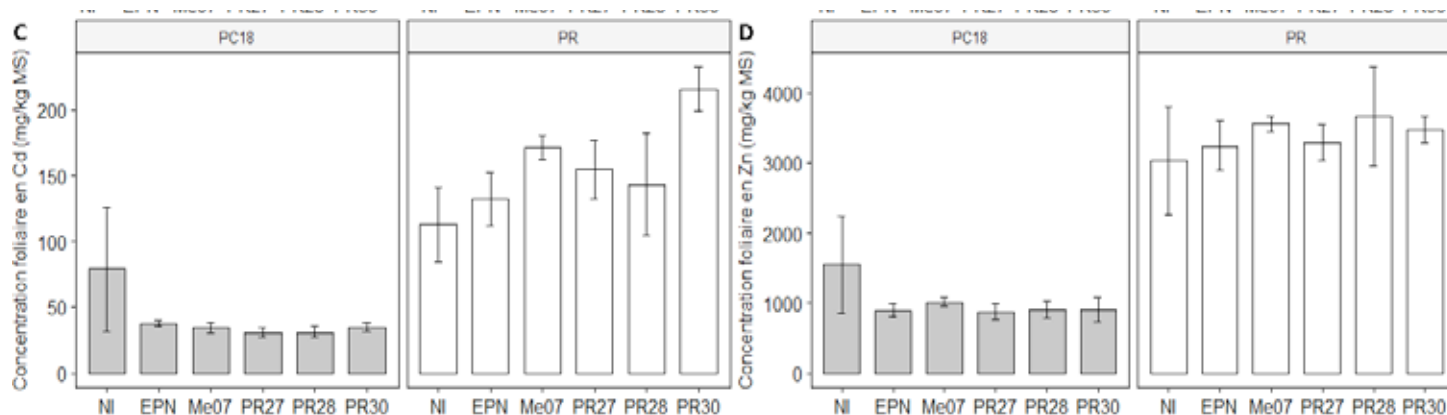 C
PC18
PR
Concentration foliaire en Cd (mg/kg MS)
200
150
100
50
0
NI EPN Me07 PR27 PR28 PR30
NI EPN Me07 PR27 PR28 PR30
D
PC18
PR
Concentration foliaire en Zn (mg/kg MS)
4000
3000
2000
1000
0
NI EPN Me07 PR27 PR28 PR30
NI EPN Me07 PR27 PR28 PR30